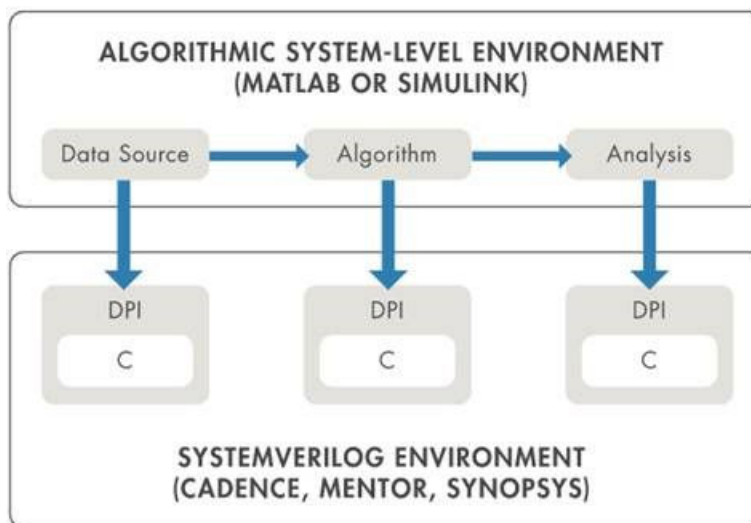 ALGORITHMIC SYSTEM-LEVEL ENVIRONMENT
(MATLAB OR SIMULINK)
Data Source
Algorithm
Analysis
DPI
DPI
DPI
C
C
C
SYSTEMVERILOG ENVIRONMENT
(CADENCE, MENTOR, SYNOPSYS)